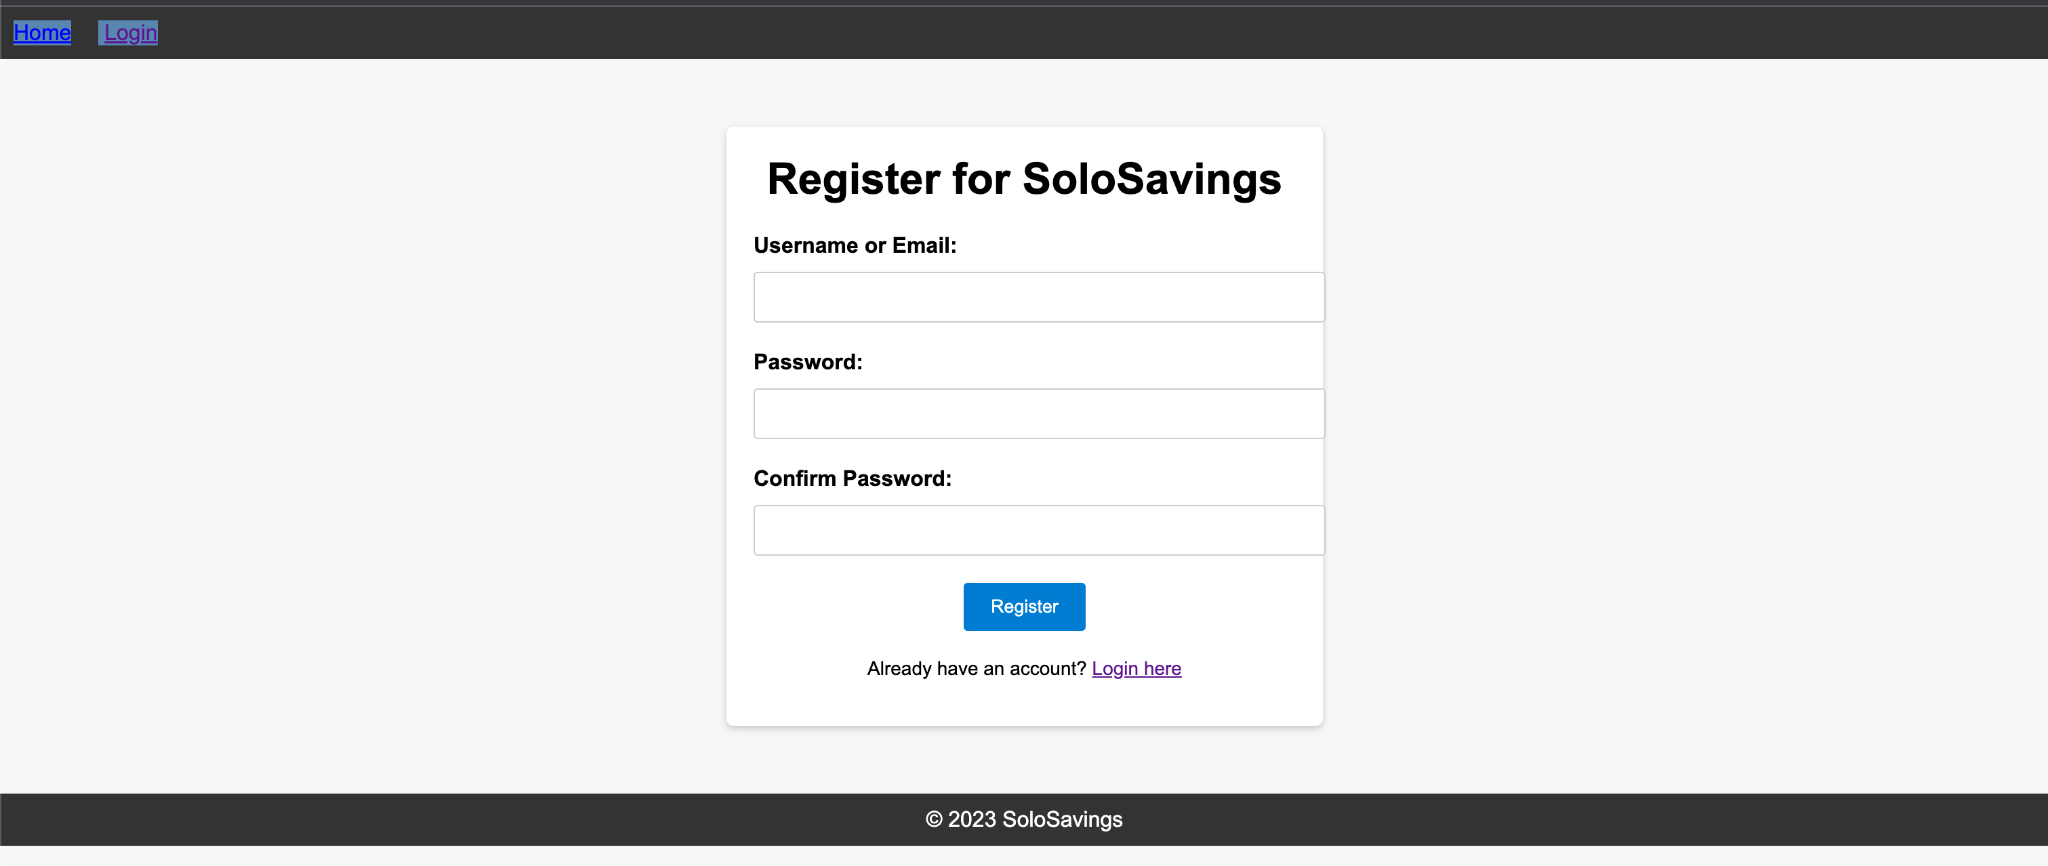 Home Login
Register for SoloSavings
Username or Email:
Password:
Confirm Password:
Register
Already have an account? Login here
© 2023 SoloSavings